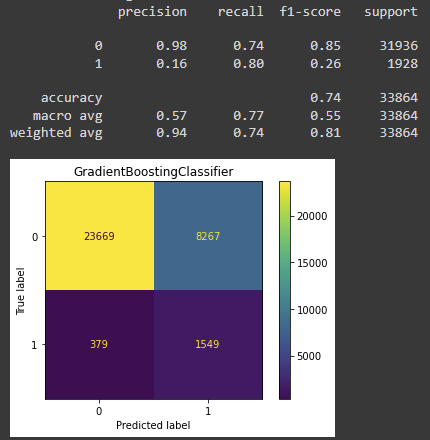 precision recall f1-score support
0 0.98 0.74 0.85 31936
1 0.16 0.80 0.26 1928
accuracy 0.74 33864
macro avg 0.57 0.77 0.55 33864
weighted avg 0.94 0.74 0.81 33864
GradientBoostingClassifier
True label
0
1
23669 8267
379 1549
0 1
Predicted label
20000
15000
10000
5000